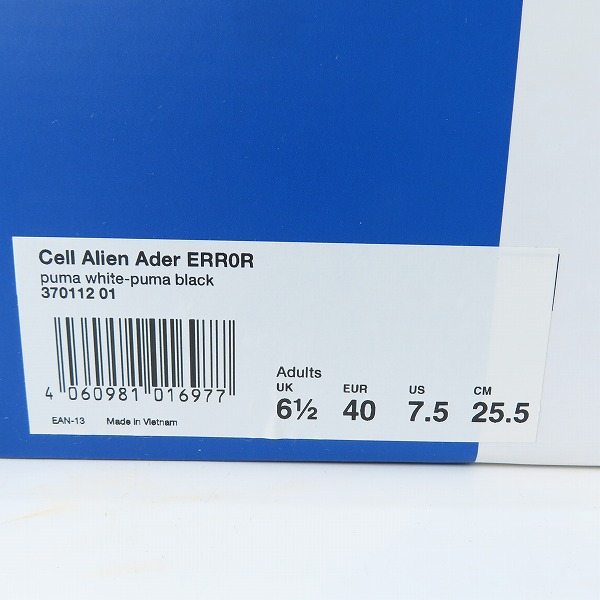 Cell Alien Ader ERR0R
puma white-puma black
370112 01
4 060981 016977
EAN-13 Made in Vietnam
Adults
UK EUR US CM
6½ 40 7.5 25.5